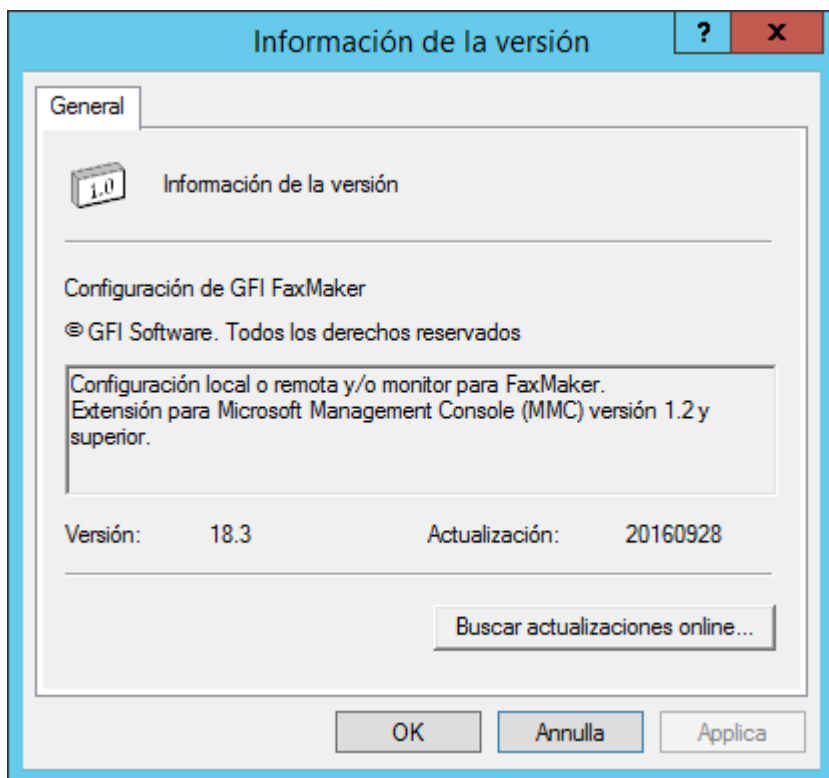 Información de la versión
?
x
General
1.0
Información de la versión
Configuración de GFI FaxMaker
© GFI Software. Todos los derechos reservados
Configuración local o remota y/o monitor para FaxMaker.
Extensión para Microsoft Management Console (MMC) versión 1.2 y
superior.
Versión: 18.3 Actualización: 20160928
Buscar actualizaciones online...
OK Annulla Applica